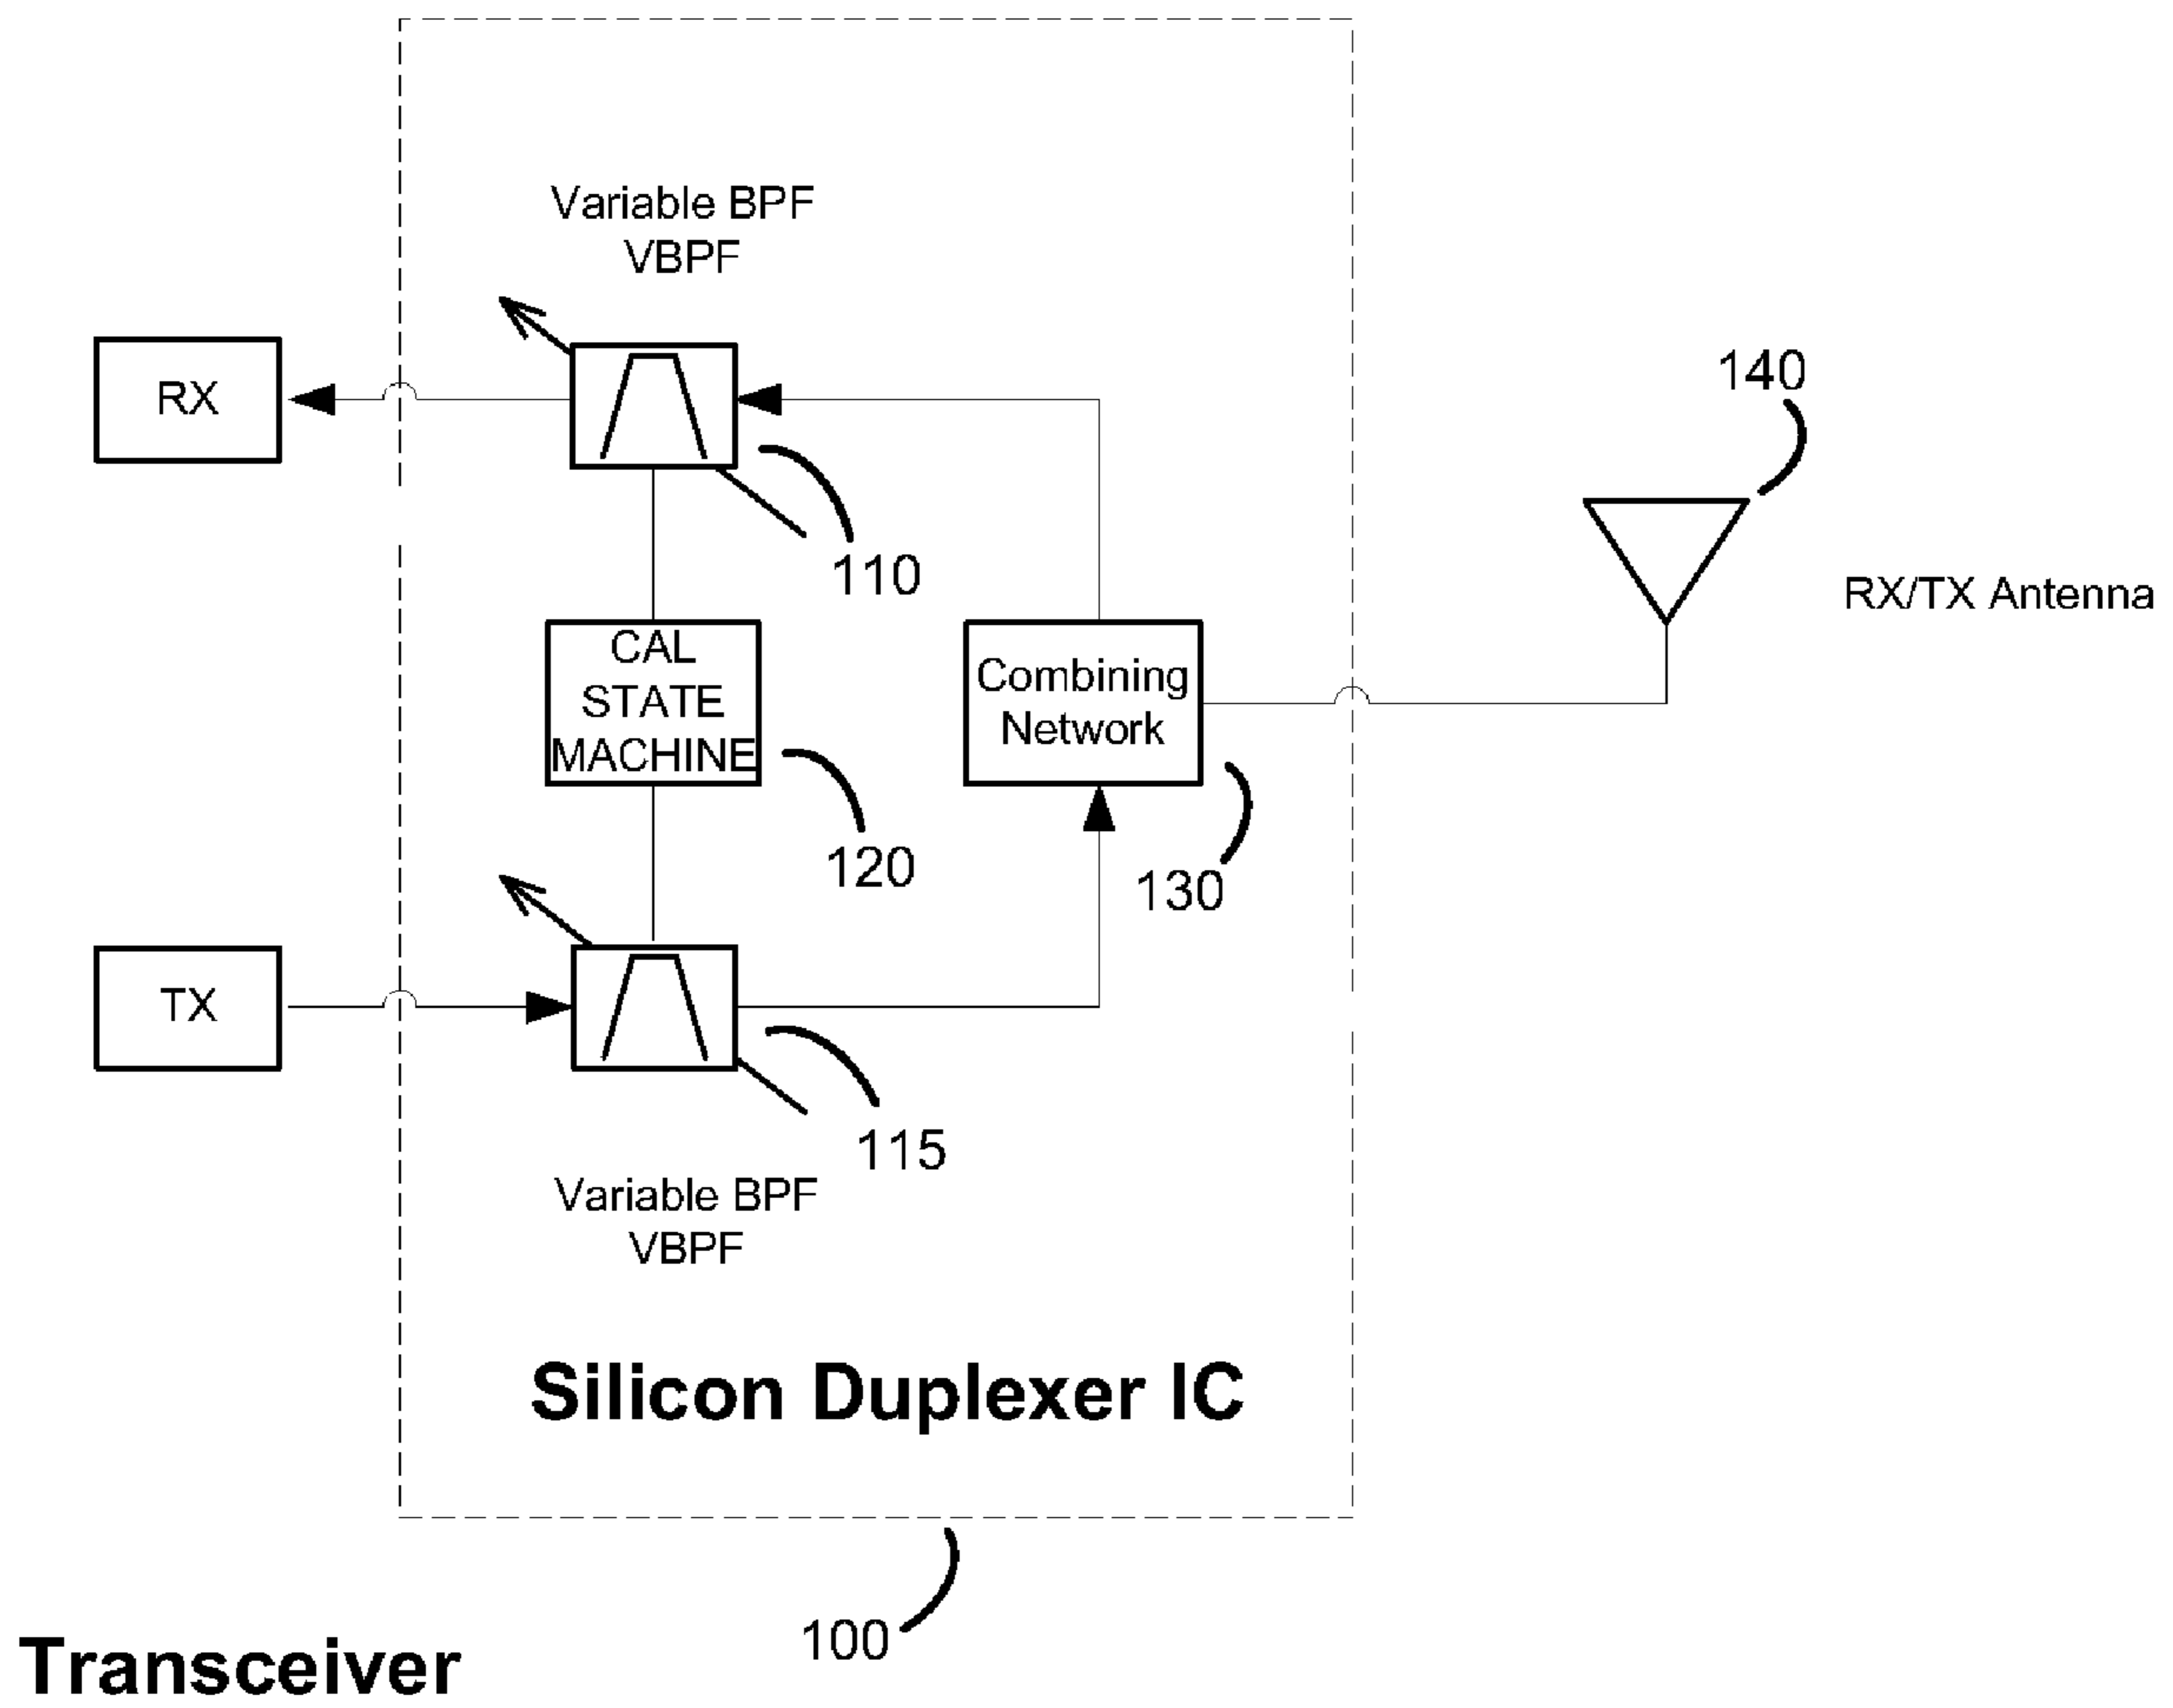 Variable BPF
VBPF
RX
140
110
RX/TX Antenna
CAL
STATE
MACHINE
Combining
Network
120
130
TX
115
Variable BPF
VBPF
Silicon Duplexer IC
100
Transceiver